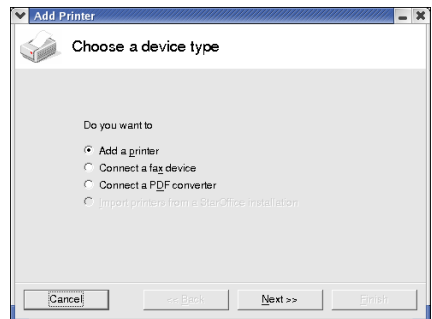 Add Printer
Choose a device type
Do you want to
Add a printer
Connect a fax device
Connect a PDF converter
Import printers from a StarOffice installation
Cancel << Back Next >> Finish